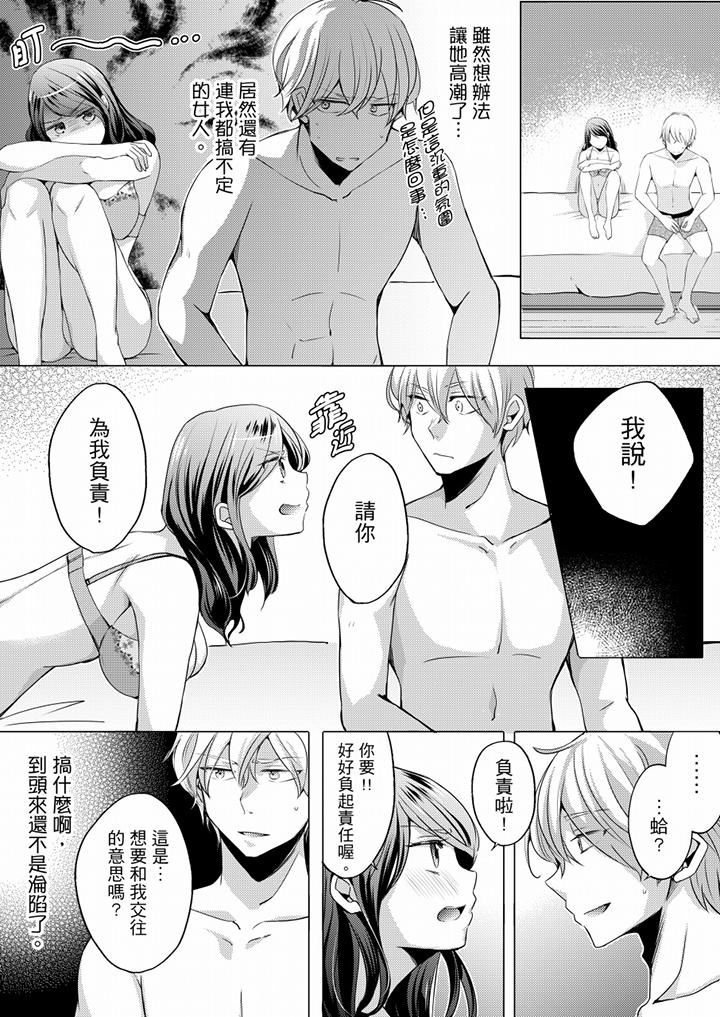 雖然想辦法
讓她高潮了…
但是這沉重的氛圍
是怎麼回事…
居然還有
連我都搞不定
的女人。
盯～…
我說！
請你
靠近
為我負責！
……
…蛤？
負責啦！
你要!!
好好負起責任喔。
這是…
想要和我交往
的意思嗎？
搞什麼啊，
到頭來還不是淪陷了。